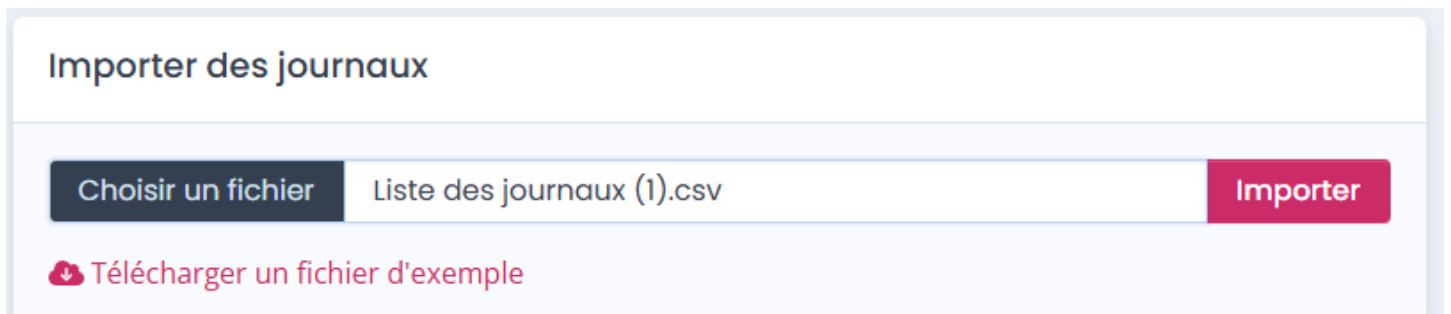 Importer des journaux
Choisir un fichier Liste des journaux (1).csv Importer
Télécharger un fichier d'exemple